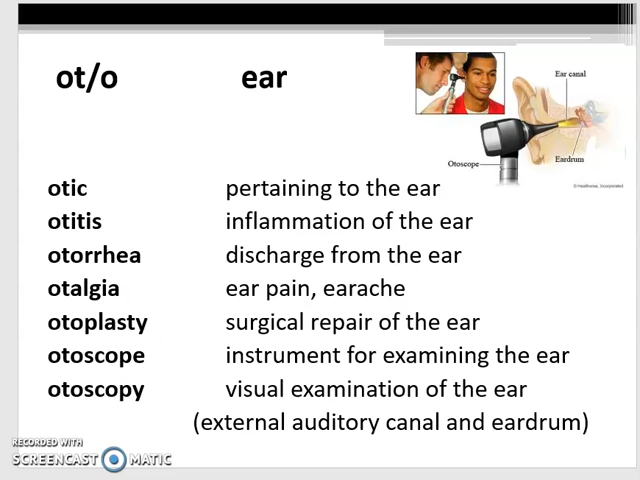 ot/o ear
Ear canal
Otoscope
Eardrum
© Healthwise, Incorporated
otic pertaining to the ear
otitis inflammation of the ear
otorrhea discharge from the ear
otalgia ear pain, earache
otoplasty surgical repair of the ear
otoscope instrument for examining the ear
otoscopy visual examination of the ear
(external auditory canal and eardrum)
RECORDED WITH
SCREENCAST MATIC